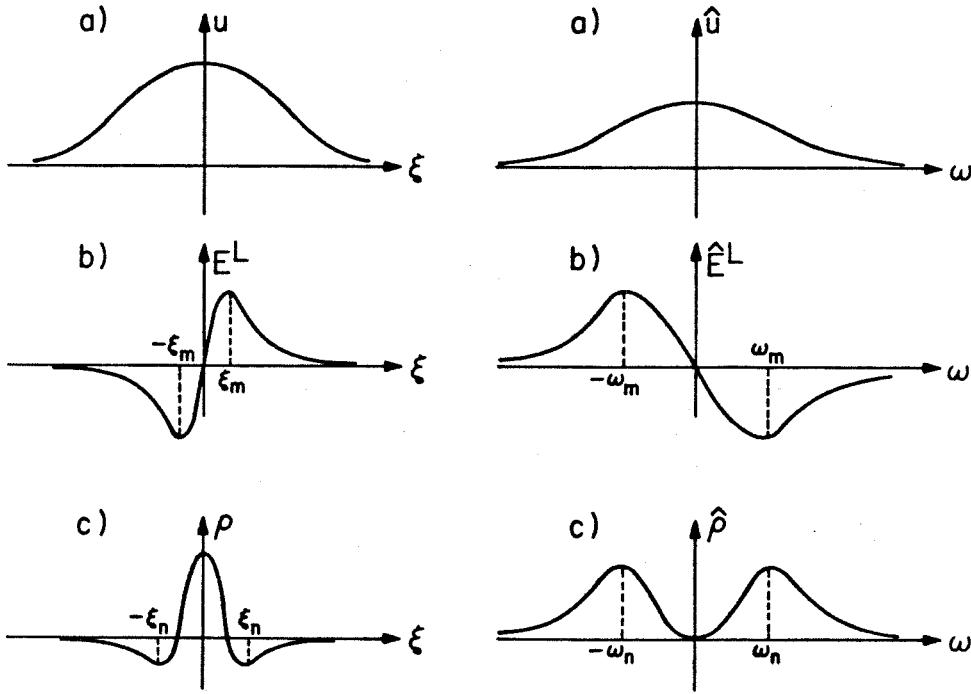 a) u
ξ
a) û
ω
b) E^L
-ξ_m
ξ_m
ξ
b) Ê^L
-ω_m
ω_m
ω
c) ρ
-ξ_n
ξ_n
ξ
c) ρ̂
-ω_n
ω_n
ω